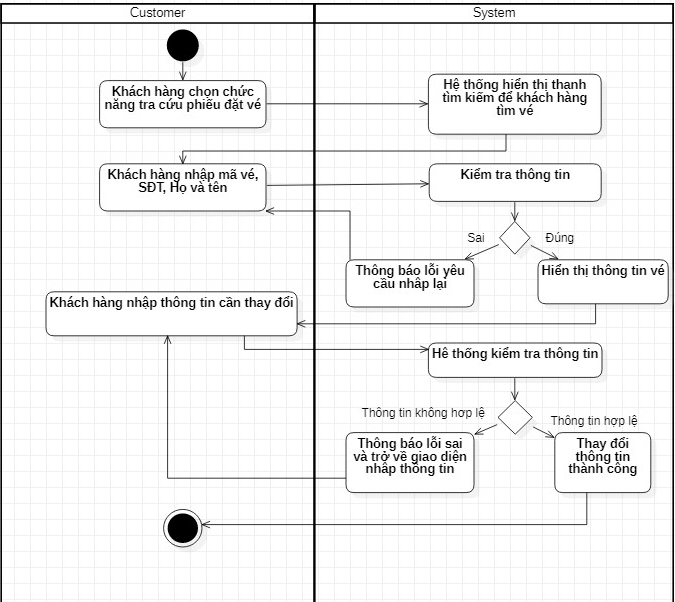 Customer
System
Khách hàng chọn chức
năng tra cứu phiếu đặt vé
Hệ thống hiển thị thanh
tìm kiếm để khách hàng
tìm vé
Khách hàng nhập mã vé,
SĐT, Họ và tên
Kiểm tra thông tin
Sai
Đúng
Thông báo lỗi yêu
cầu nhâp lại
Hiển thị thông tin vé
Khách hàng nhập thông tin cần thay đổi
Hê thống kiểm tra thông tin
Thông tin không hơp lệ
Thông tin hợp lệ
Thông báo lỗi sai
và trở về giao diện
nhâp thông tin
Thay đổi
thông tin
thành công